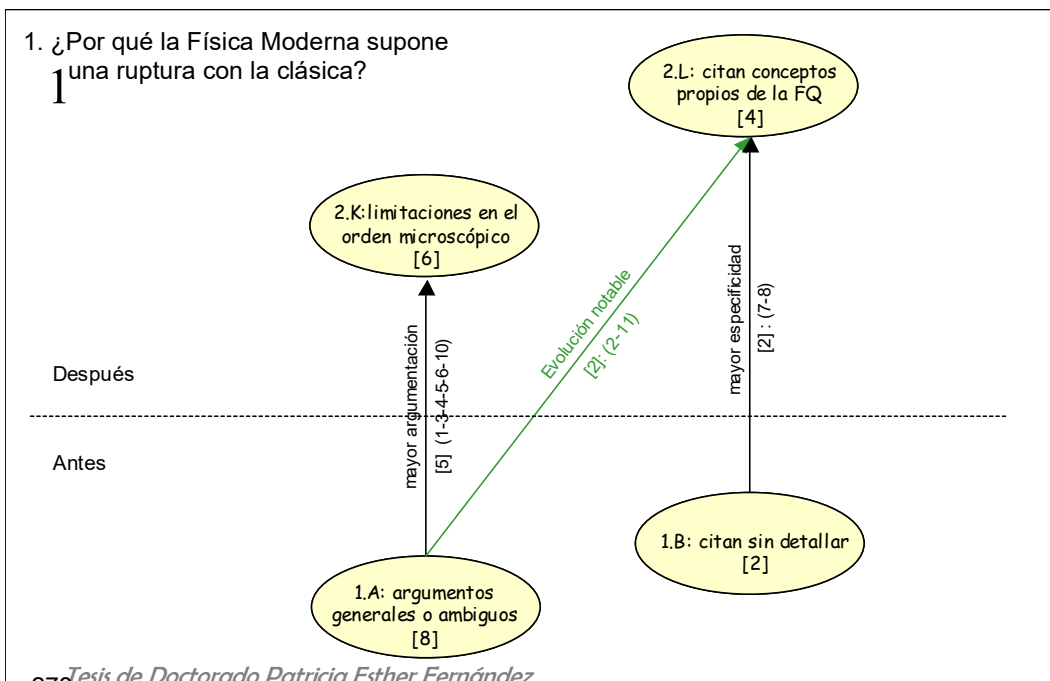 1. ¿Por qué la Física Moderna supone
una ruptura con la clásica?
1
2.L: citan conceptos
propios de la FQ
[4]
2.K:limitaciones en el
orden microscópico
[6]
mayor argumentación
[5] (1-3-4-5-6-10)
Evolución notable
[2]: (2-11)
mayor especificidad
[2] : (7-8)
Después
Antes
1.B: citan sin detallar
[2]
1.A: argumentos
generales o ambiguos
[8]
Tesis de Doctorado Patricia Esther Fernández